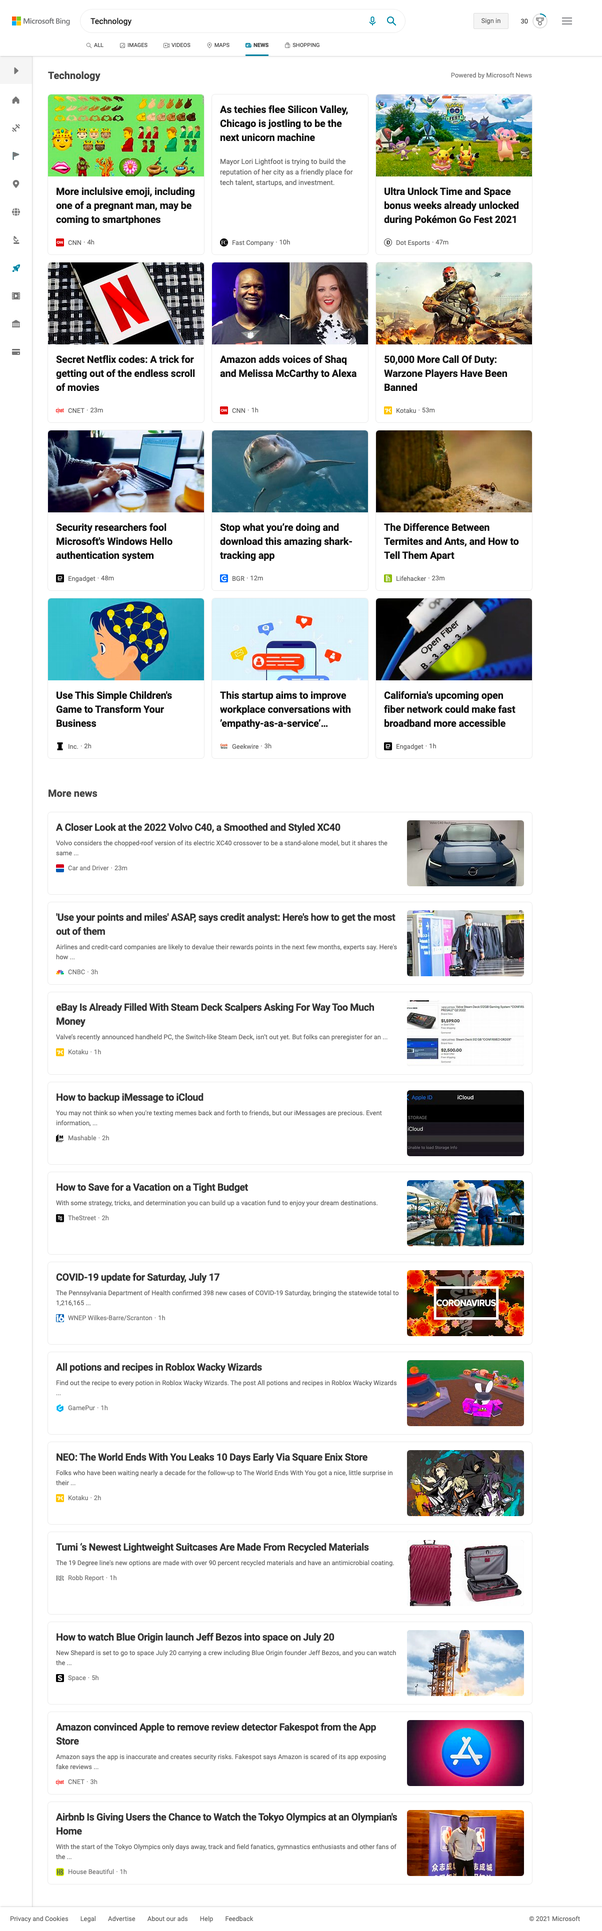 Microsoft Bing
Technology
Sign in
30
ALL
IMAGES
VIDEOS
MAPS
NEWS
SHOPPING
Technology
Powered by Microsoft News
More inclulsive emoji, including
one of a pregnant man, may be
coming to smartphones
CNN · 4h
As techies flee Silicon Valley,
Chicago is jostling to be the
next unicorn machine
Mayor Lori Lightfoot is trying to build the
reputation of her city as a friendly place for
tech talent, startups, and investment.
Fast Company · 10h
Ultra Unlock Time and Space
bonus weeks already unlocked
during Pokémon Go Fest 2021
Dot Esports · 47m
Secret Netflix codes: A trick for
getting out of the endless scroll
of movies
CNET · 23m
Amazon adds voices of Shaq
and Melissa McCarthy to Alexa
CNN · 1h
50,000 More Call Of Duty:
Warzone Players Have Been
Banned
Kotaku · 53m
Security researchers fool
Microsoft's Windows Hello
authentication system
Engadget · 48m
Stop what you're doing and
download this amazing shark-
tracking app
BGR · 12m
The Difference Between
Termites and Ants, and How to
Tell Them Apart
Lifehacker · 23m
Use This Simple Children's
Game to Transform Your
Business
Inc. · 2h
This startup aims to improve
workplace conversations with
'empathy-as-a-service'...
Geekwire · 3h
Open Fiber
B - 3 - B - 3 - 4
California's upcoming open
fiber network could make fast
broadband more accessible
Engadget · 1h
More news
A Closer Look at the 2022 Volvo C40, a Smoothed and Styled XC40
Volvo considers the chopped-roof version of its electric XC40 crossover to be a stand-alone model, but it shares the
same ...
Car and Driver · 23m
'Use your points and miles' ASAP, says credit analyst: Here's how to get the most
out of them
Airlines and credit-card companies are likely to devalue their rewards points in the next few months, experts say. Here's
how ...
CNBC · 3h
eBay Is Already Filled With Steam Deck Scalpers Asking For Way Too Much
Money
Valve's recently announced handheld PC, the Switch-like Steam Deck, isn't out yet. But folks can preregister for an ...
Kotaku · 1h
$1,599.00
$2,500.00
How to backup iMessage to iCloud
You may not think so when you're texting memes back and forth to friends, but our iMessages are precious. Event
information, ...
Mashable · 2h
Apple ID
iCloud
STORAGE
iCloud
How to Save for a Vacation on a Tight Budget
With some strategy, tricks, and determination you can build up a vacation fund to enjoy your dream destinations.
TheStreet · 2h
COVID-19 update for Saturday, July 17
The Pennsylvania Department of Health confirmed 398 new cases of COVID-19 Saturday, bringing the statewide total to
1,216,165 ...
WNEP Wilkes-Barre/Scranton · 1h
CORONAVIRUS
All potions and recipes in Roblox Wacky Wizards
Find out the recipe to every potion in Roblox Wacky Wizards. The post All potions and recipes in Roblox Wacky Wizards
...
GamePur · 1h
NEO: The World Ends With You Leaks 10 Days Early Via Square Enix Store
Folks who have been waiting nearly a decade for the follow-up to The World Ends With You got a nice, little surprise in
their ...
Kotaku · 2h
Tumi 's Newest Lightweight Suitcases Are Made From Recycled Materials
The 19 Degree line's new options are made with over 90 percent recycled materials and have an antimicrobial coating.
Robb Report · 1h
How to watch Blue Origin launch Jeff Bezos into space on July 20
New Shepard is set to go to space July 20 carrying a crew including Blue Origin founder Jeff Bezos, and you can watch
the ...
Space · 5h
Amazon convinced Apple to remove review detector Fakespot from the App
Store
Amazon says the app is inaccurate and creates security risks. Fakespot says Amazon is scared of its app exposing
fake reviews ...
CNET · 3h
Airbnb Is Giving Users the Chance to Watch the Tokyo Olympics at an Olympian's
Home
With the start of the Tokyo Olympics only days away, track and field fanatics, gymnastics enthusiasts and other fans of
the ...
House Beautiful · 1h
Privacy and Cookies
Legal
Advertise
About our ads
Help
Feedback
© 2021 Microsoft